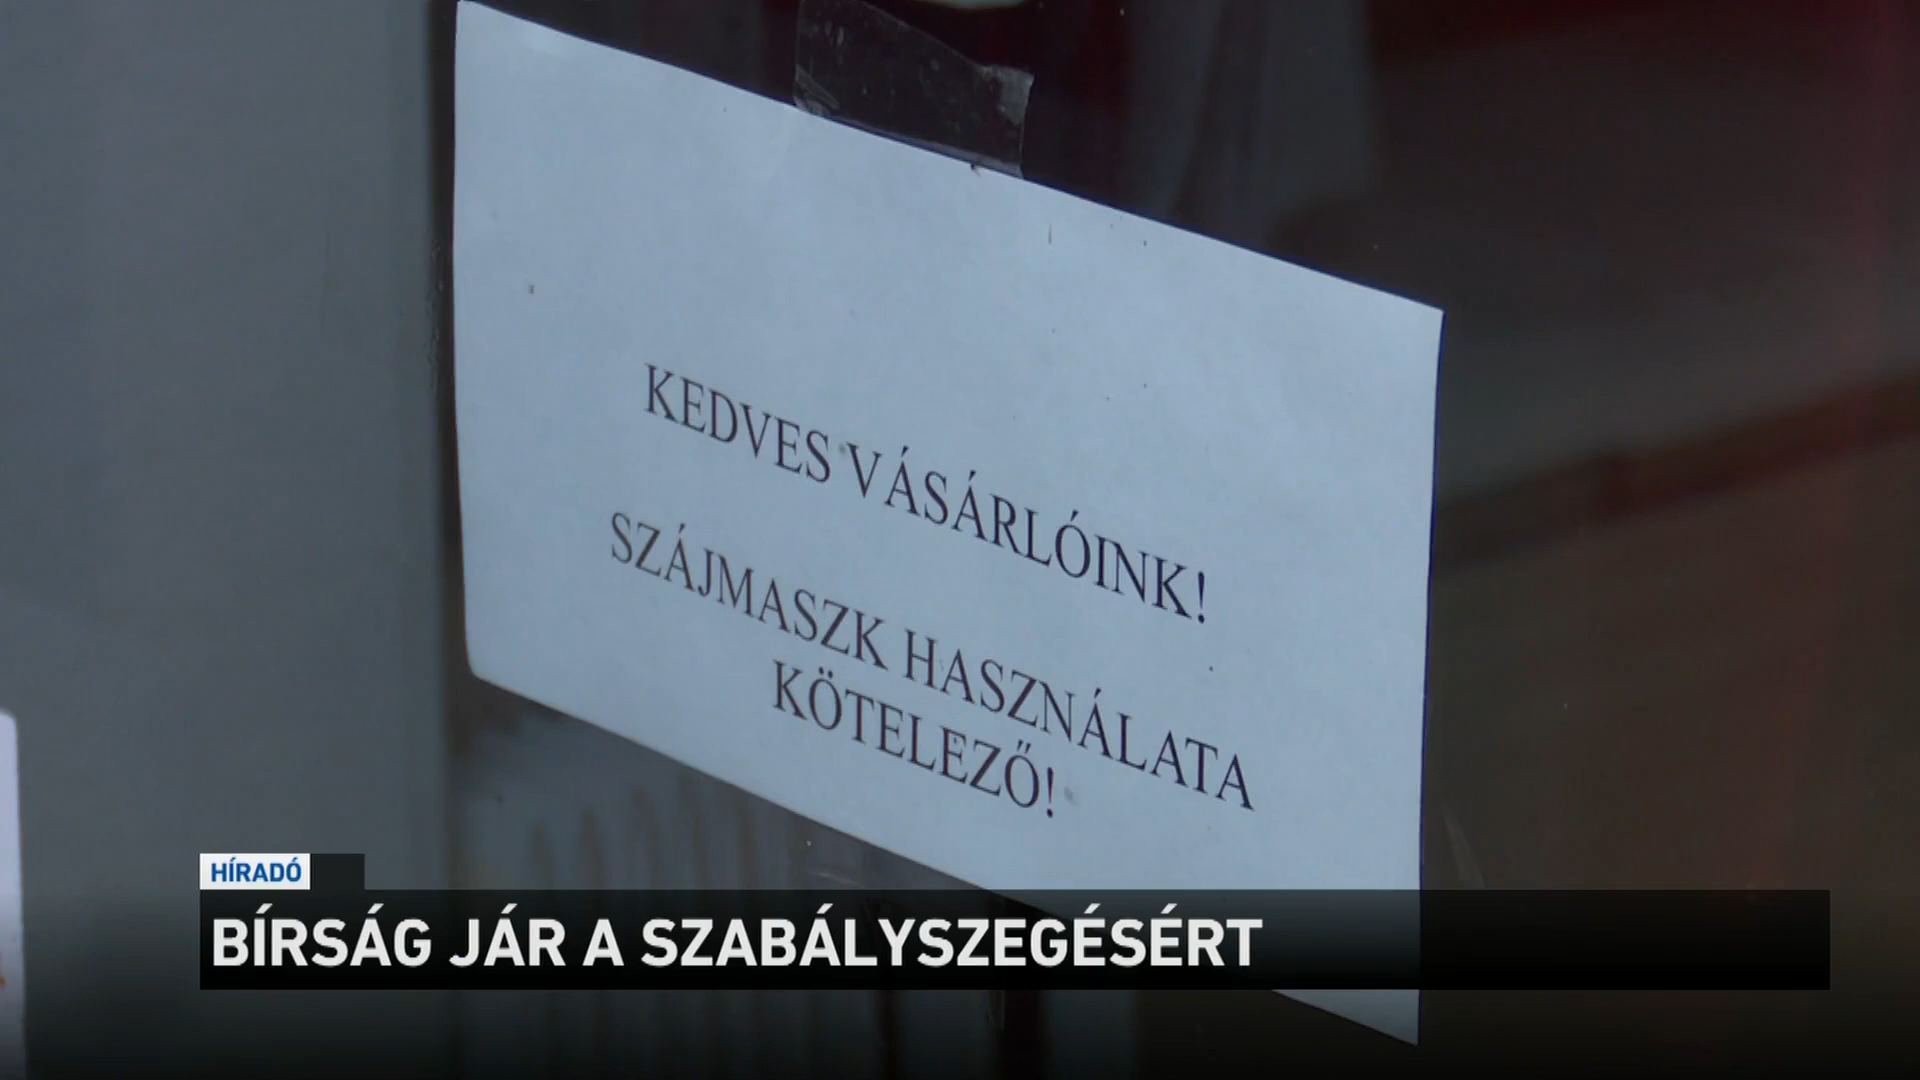 KEDVES VÁSÁRLÓINK!
SZÁJMASZK HASZNÁLATA
KÖTELEZŐ!
HÍRADÓ
BÍRSÁG JÁR A SZABÁLYSZEGÉSÉRT